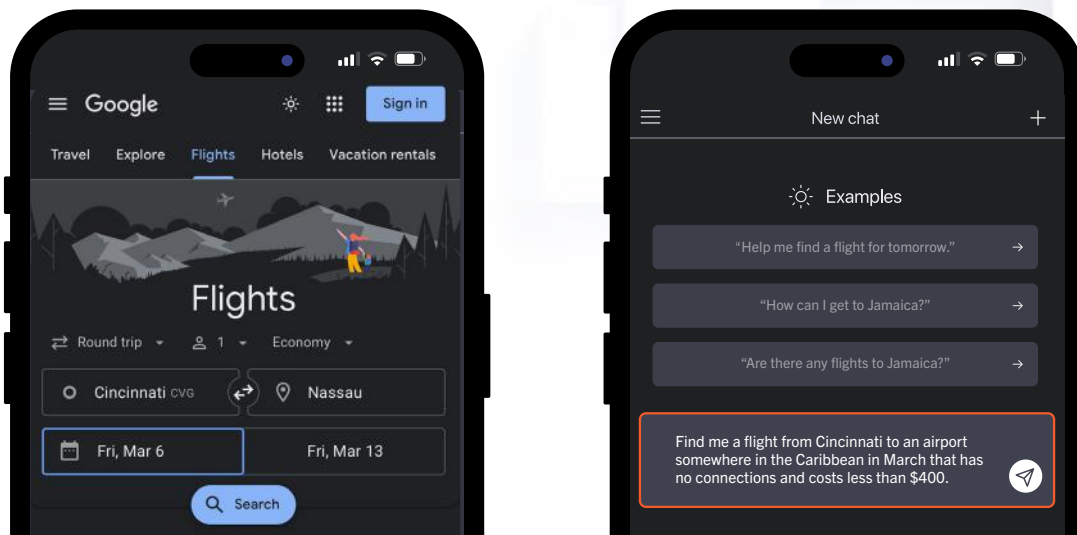 Google
Sign in
Travel Explore Flights Hotels Vacation rentals
Flights
Round trip 1 Economy
Cincinnati CVG Nassau
Fri, Mar 6 Fri, Mar 13
Search
New chat
Examples
“Help me find a flight for tomorrow.”
“How can I get to Jamaica?”
“Are there any flights to Jamaica?”
Find me a flight from Cincinnati to an airport
somewhere in the Caribbean in March that has
no connections and costs less than $400.